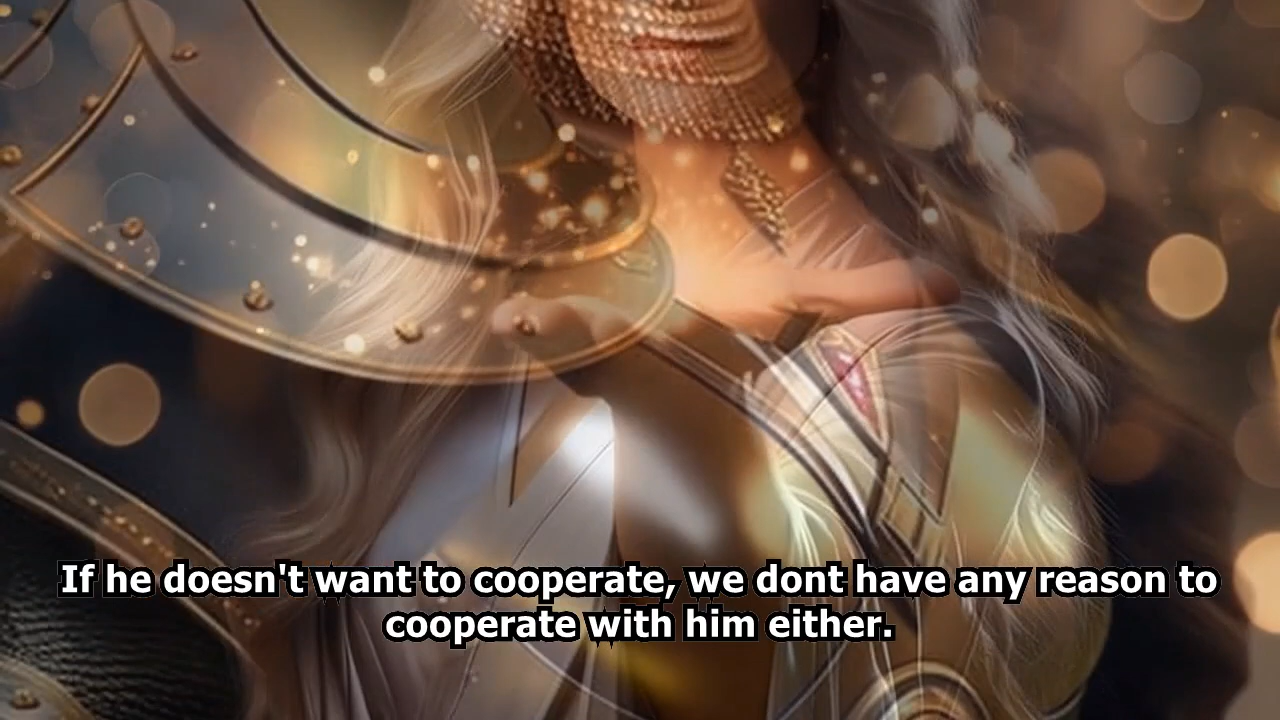 If he doesn't want to cooperate, we dont have any reason to
cooperate with him either.